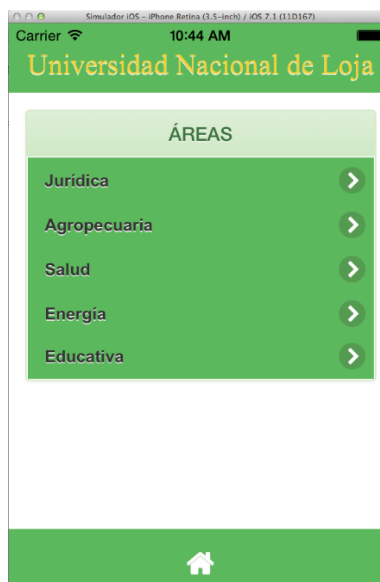 Simulador iOS – iPhone Retina (3.5-inch) / iOS 7.1 (11D167)
Carrier 10:44 AM
Universidad Nacional de Loja
ÁREAS
Jurídica
Agropecuaria
Salud
Energía
Educativa